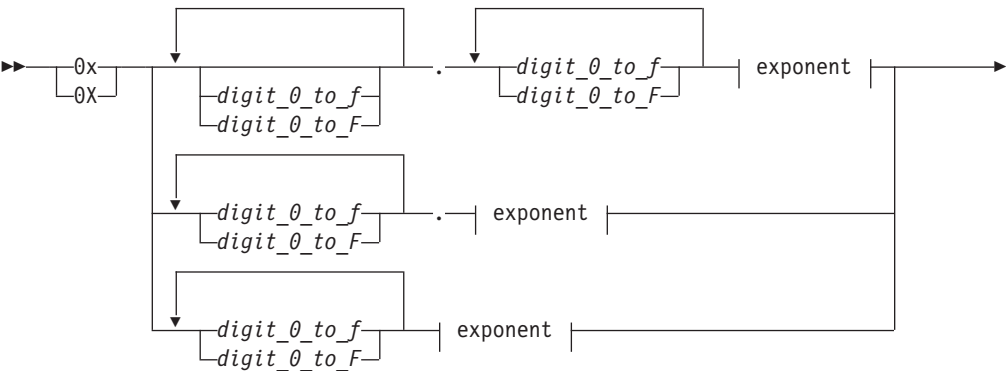 0x . digit_0_to_f exponent
0X digit_0_to_f digit_0_to_F
digit_0_to_F
digit_0_to_f . exponent
digit_0_to_F
digit_0_to_f exponent
digit_0_to_F